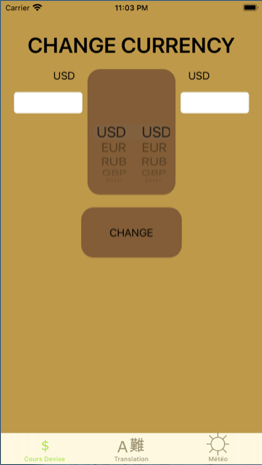 Carrier 11:03 PM
CHANGE CURRENCY
USD USD
USD USD
EUR EUR
RUB RUB
GBP GBP
CHANGE
$ A難
Cours Devise Translation Météo